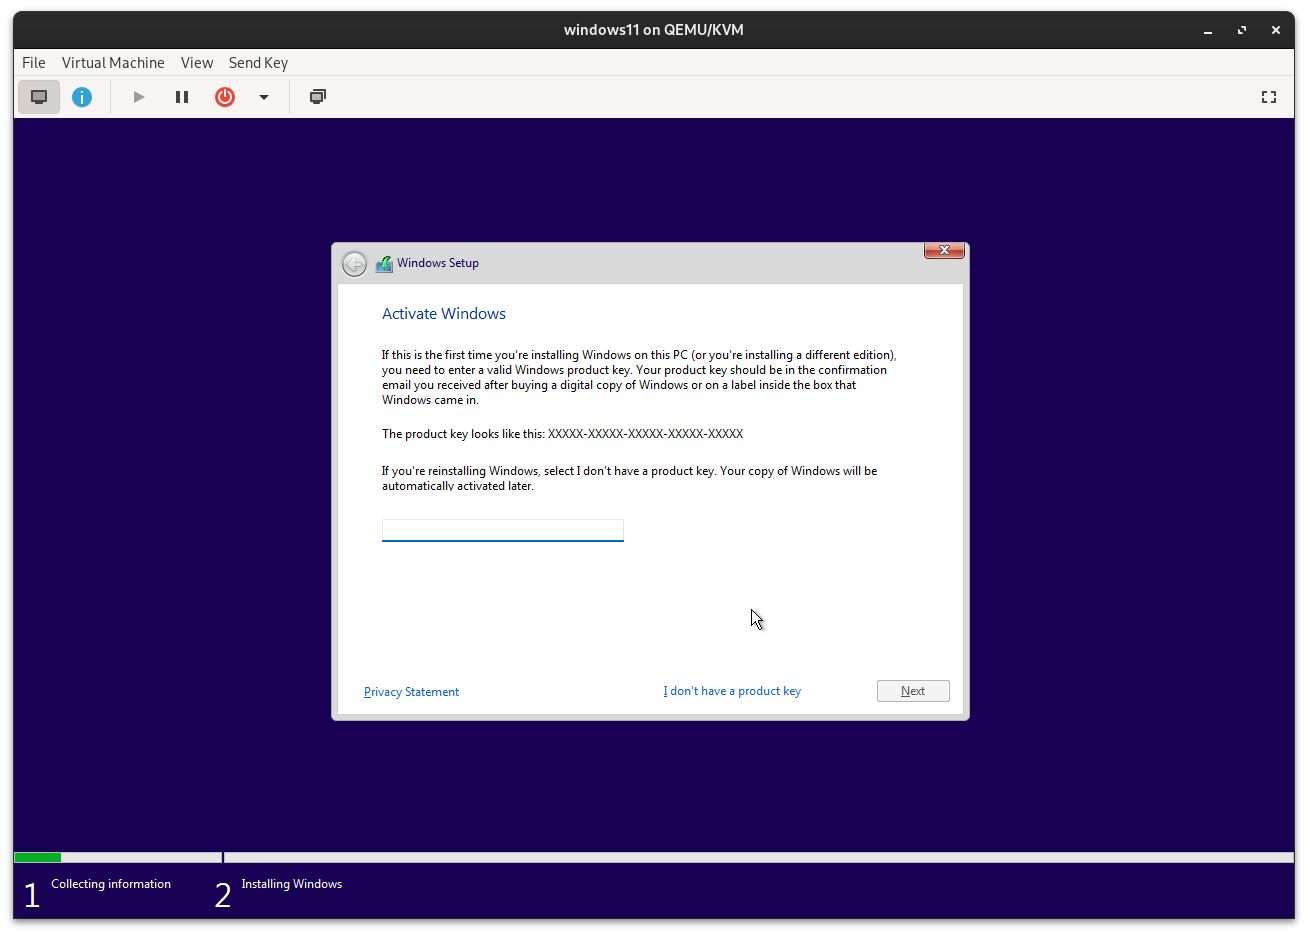 windows11 on QEMU/KVM
File Virtual Machine View Send Key
Windows Setup
Activate Windows
If this is the first time you're installing Windows on this PC (or you're installing a different edition),
you need to enter a valid Windows product key. Your product key should be in the confirmation
email you received after buying a digital copy of Windows or on a label inside the box that
Windows came in.
The product key looks like this: XXXXX-XXXXX-XXXXX-XXXXX-XXXXX
If you're reinstalling Windows, select I don't have a product key. Your copy of Windows will be
automatically activated later.
Privacy Statement I don't have a product key Next
1 Collecting information 2 Installing Windows